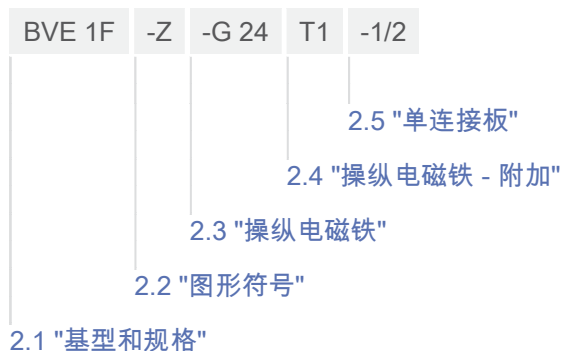 BVE 1F -Z -G 24 T1 -1/2
2.5 "单连接板"
2.4 "操纵电磁铁 - 附加"
2.3 "操纵电磁铁"
2.2 "图形符号"
2.1 "基型和规格"